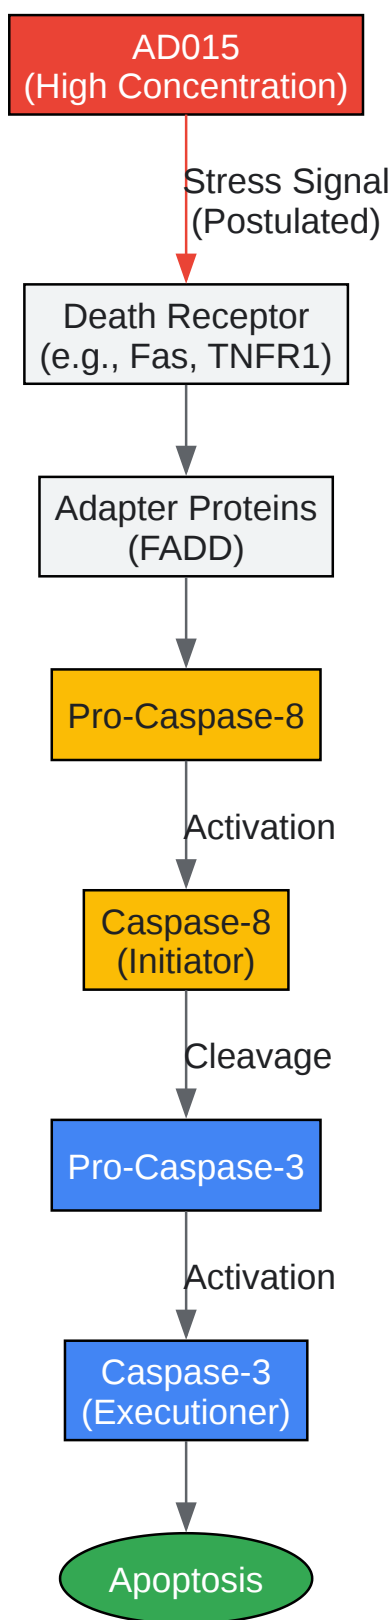 AD015
(High Concentration)
Stress Signal
(Postulated)
Death Receptor
(e.g., Fas, TNFR1)
Adapter Proteins
(FADD)
Pro-Caspase-8
Activation
Caspase-8
(Initiator)
Cleavage
Pro-Caspase-3
Activation
Caspase-3
(Executioner)
Apoptosis